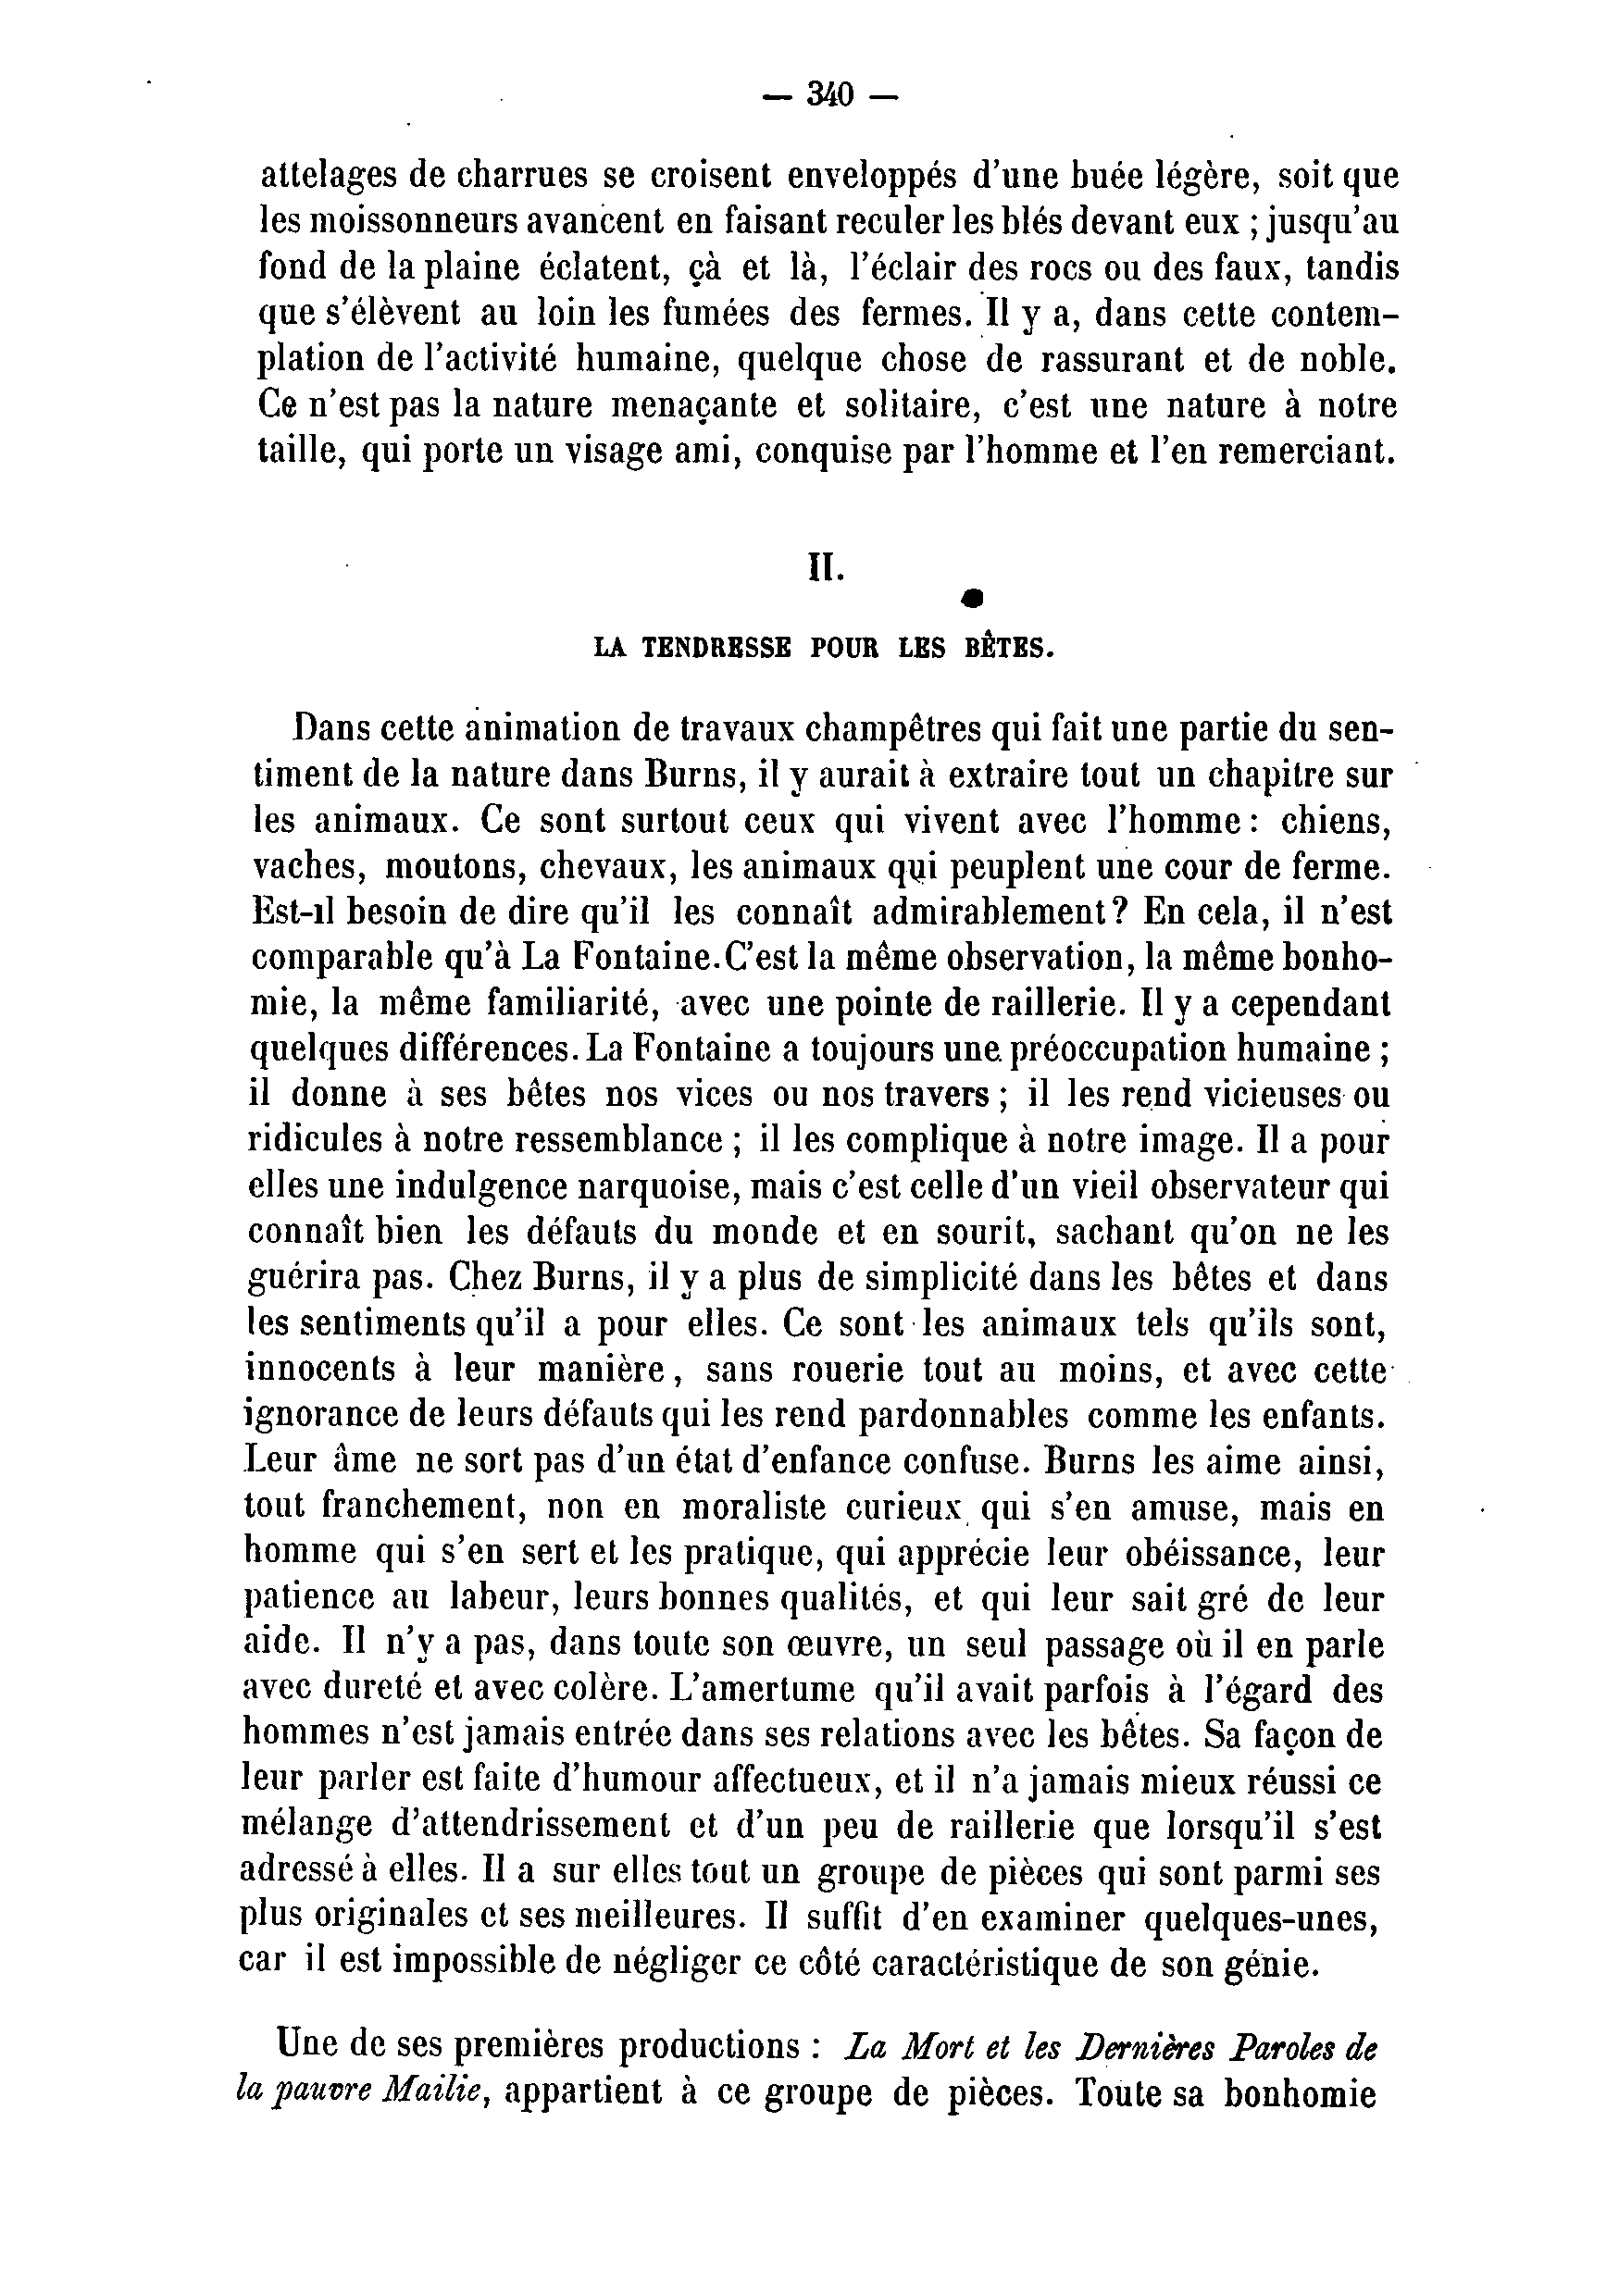 — 340 —
attelages de charrues se croisent enveloppés d'une buée légère, soit que
les moissonneurs avancent en faisant reculer les blés devant eux ; jusqu'au
fond de la plaine éclatent, çà et là, l'éclair des rocs ou des faux, tandis
que s'élèvent au loin les fumées des fermes. Il y a, dans cette contem-
plation de l'activité humaine, quelque chose de rassurant et de noble.
Ce n'est pas la nature menaçante et solitaire, c'est une nature à notre
taille, qui porte un visage ami, conquise par l'homme et l'en remerciant.
II.
LA TENDRESSE POUR LES BÊTES.
Dans cette animation de travaux champêtres qui fait une partie du sen-
timent de la nature dans Burns, il y aurait à extraire tout un chapitre sur
les animaux. Ce sont surtout ceux qui vivent avec l'homme : chiens,
vaches, moutons, chevaux, les animaux qui peuplent une cour de ferme.
Est-il besoin de dire qu'il les connaît admirablement? En cela, il n'est
comparable qu'à La Fontaine. C'est la même observation, la même bonho-
mie, la même familiarité, avec une pointe de raillerie. Il y a cependant
quelques différences. La Fontaine a toujours une préoccupation humaine ;
il donne à ses bêtes nos vices ou nos travers ; il les rend vicieuses ou
ridicules à notre ressemblance ; il les complique à notre image. Il a pour
elles une indulgence narquoise, mais c'est celle d'un vieil observateur qui
connaît bien les défauts du monde et en sourit, sachant qu'on ne les
guérira pas. Chez Burns, il y a plus de simplicité dans les bêtes et dans
les sentiments qu'il a pour elles. Ce sont les animaux tels qu'ils sont,
innocents à leur manière, sans rouerie tout au moins, et avec cette
ignorance de leurs défauts qui les rend pardonnables comme les enfants.
Leur âme ne sort pas d'un état d'enfance confuse. Burns les aime ainsi,
tout franchement, non en moraliste curieux qui s'en amuse, mais en
homme qui s'en sert et les pratique, qui apprécie leur obéissance, leur
patience au labeur, leurs bonnes qualités, et qui leur sait gré de leur
aide. Il n'y a pas, dans toute son œuvre, un seul passage où il en parle
avec dureté et avec colère. L'amertume qu'il avait parfois à l'égard des
hommes n'est jamais entrée dans ses relations avec les bêtes. Sa façon de
leur parler est faite d'humour affectueux, et il n'a jamais mieux réussi ce
mélange d'attendrissement et d'un peu de raillerie que lorsqu'il s'est
adressé à elles. Il a sur elles tout un groupe de pièces qui sont parmi ses
plus originales et ses meilleures. Il suffit d'en examiner quelques-unes,
car il est impossible de négliger ce côté caractéristique de son génie.
Une de ses premières productions : La Mort et les Dernières Paroles de
la pauvre Mailie, appartient à ce groupe de pièces. Toute sa bonhomie